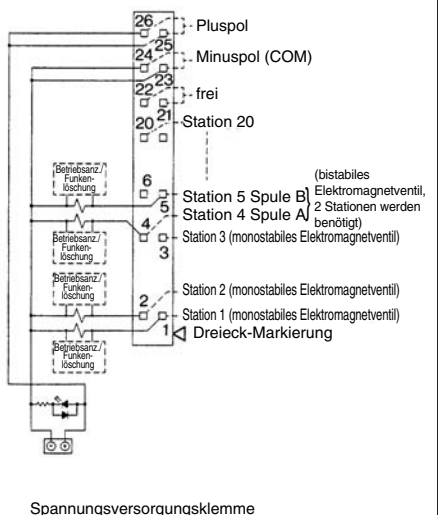 26
Pluspol
25
24
Minuspol (COM)
23
22
frei
21
20
Station 20
Betriebsanz./
Funken-
löschung
6
Station 5 Spule B
5
Station 4 Spule A
(bistabiles
Elektromagnetventil,
2 Stationen werden
benötigt)
4
Betriebsanz./
Funken-
löschung
Station 3 (monostabiles Elektromagnetventil)
3
Betriebsanz./
Funken-
löschung
Station 2 (monostabiles Elektromagnetventil)
2
Station 1 (monostabiles Elektromagnetventil)
1
Dreieck-Markierung
Betriebsanz./
Funken-
löschung
Spannungsversorgungsklemme